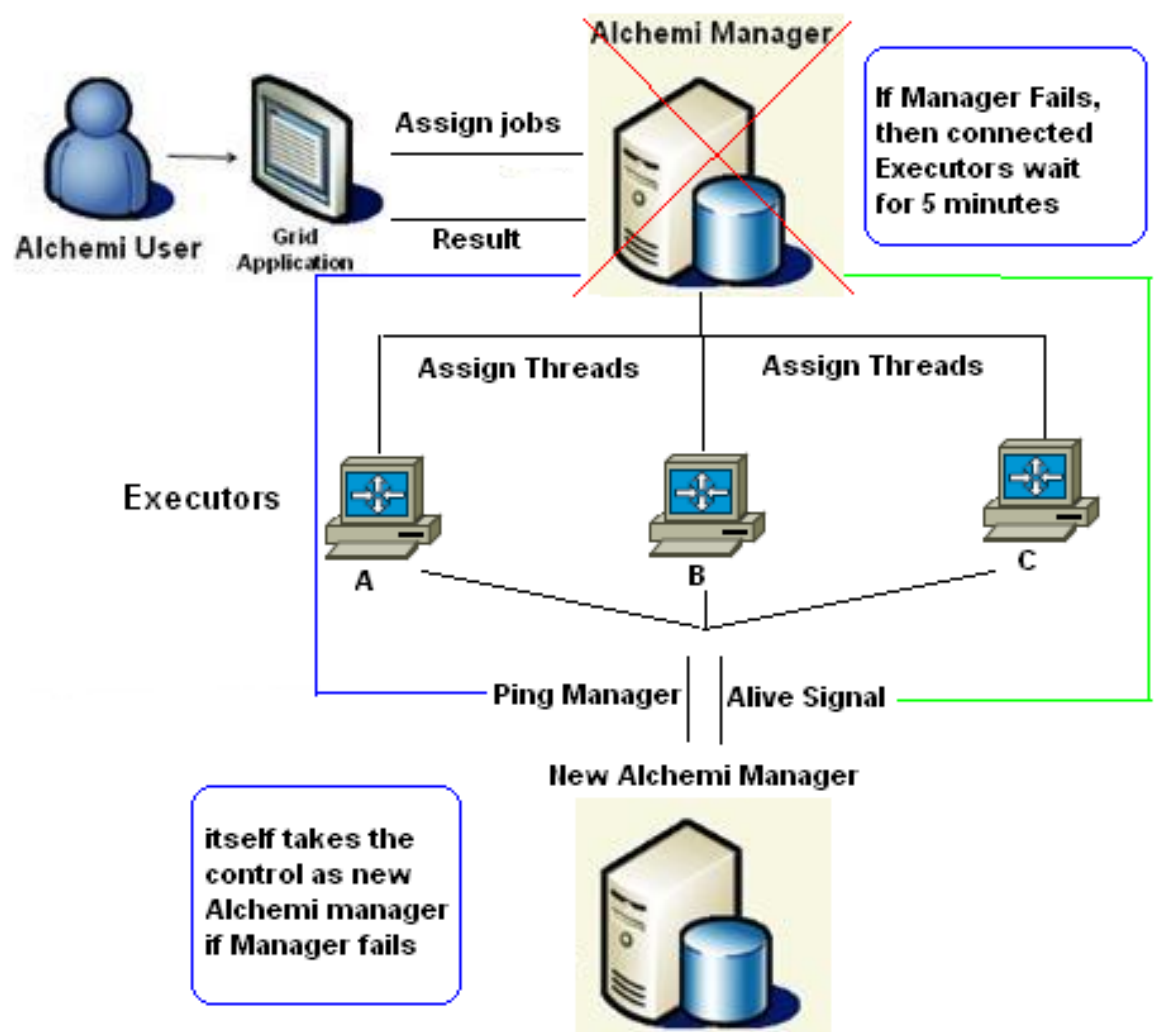 Alchemi Manager
If Manager Fails,
then connected
Executors wait
for 5 minutes
Assign jobs
Result
Alchemi User
Grid
Application
Assign Threads
Assign Threads
Executors
A
B
C
Ping Manager
Alive Signal
New Alchemi Manager
itself takes the
control as new
Alchemi manager
if Manager fails